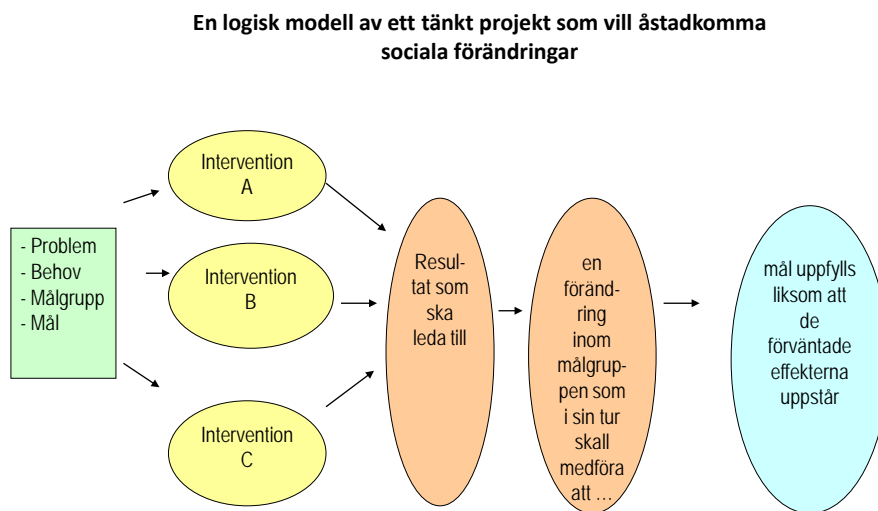 En logisk modell av ett tänkt projekt som vill åstadkomma
sociala förändringar
- Problem
- Behov
- Målgrupp
- Mål
Intervention
A
Intervention
B
Intervention
C
Resul-
tat som
ska
leda till
en
föränd-
ring
inom
målgrup-
pen som
i sin tur
skall
medföra
att ...
mål uppfylls
liksom att
de
förväntade
effekterna
uppstår